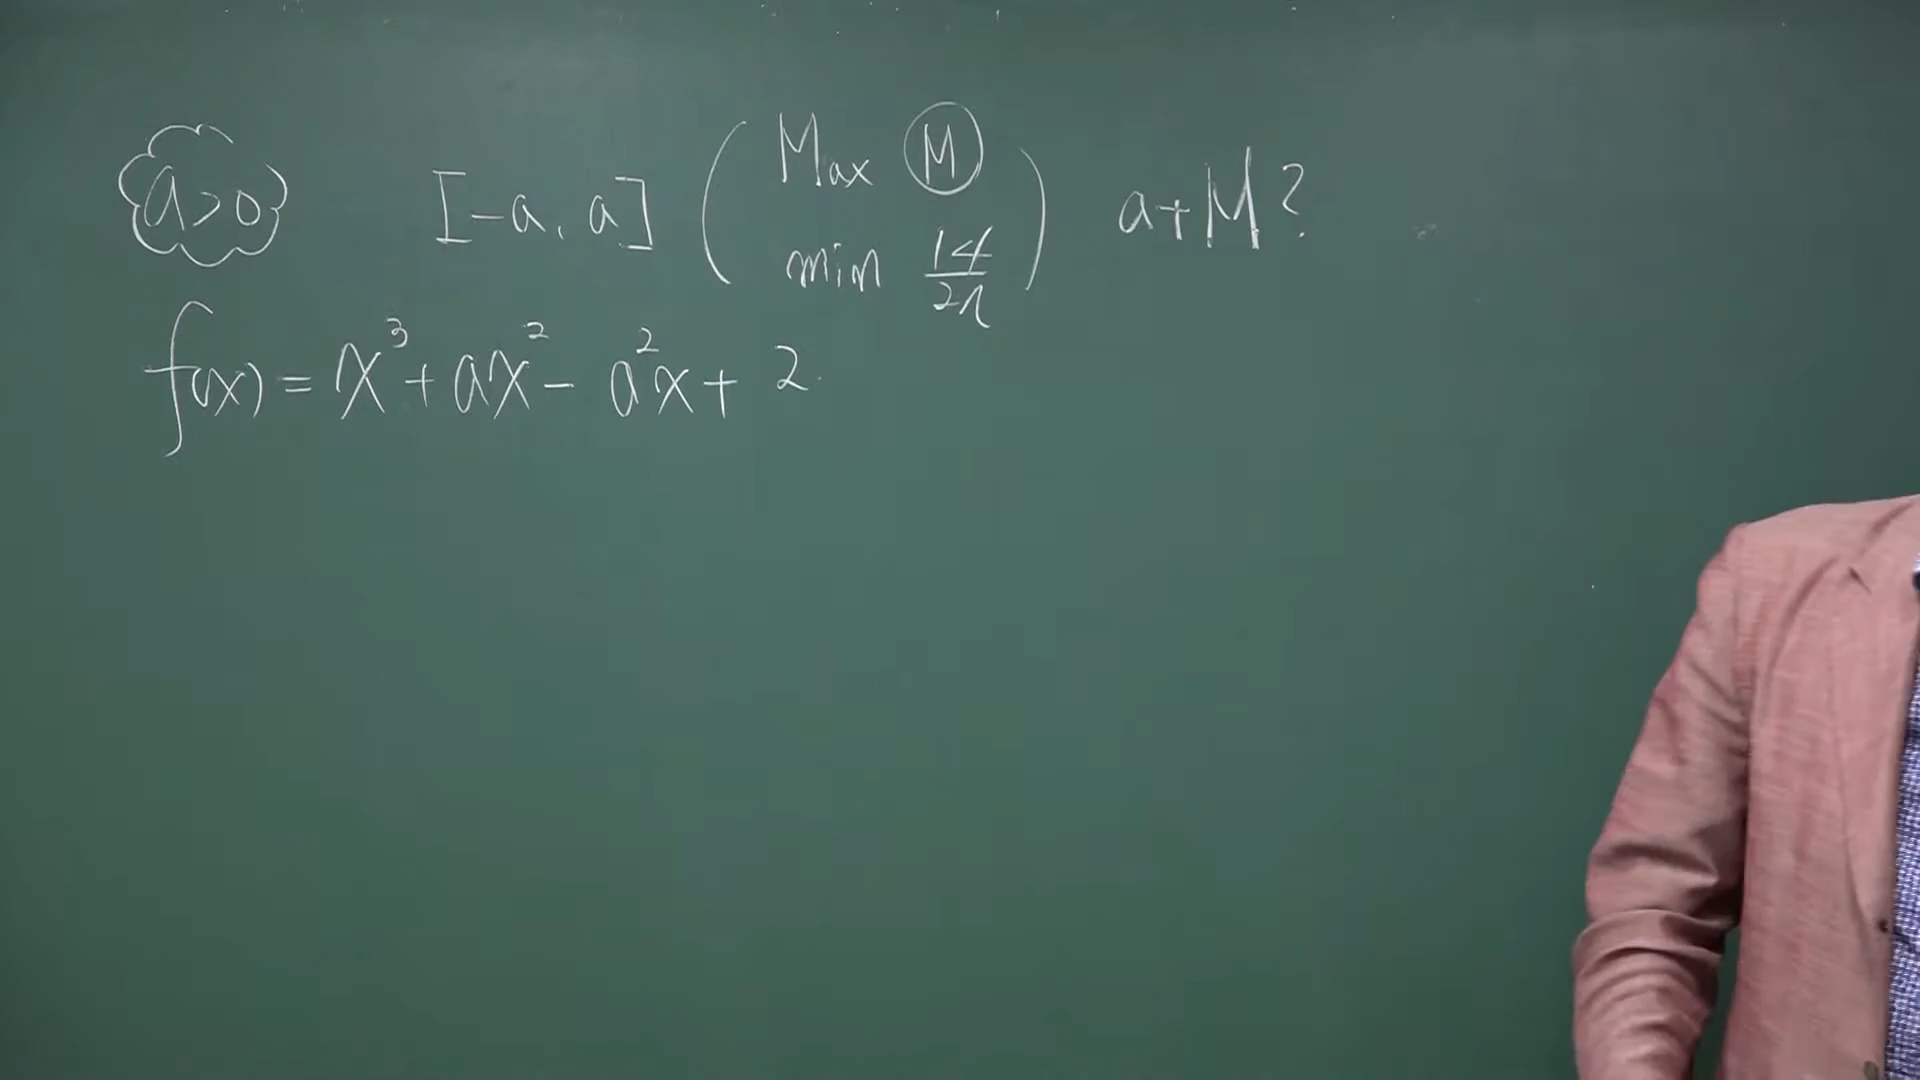 a>0 [-a, a] ( Max M min 14/27 ) a+M?
f(x) = x³ + ax² - a²x + 2.